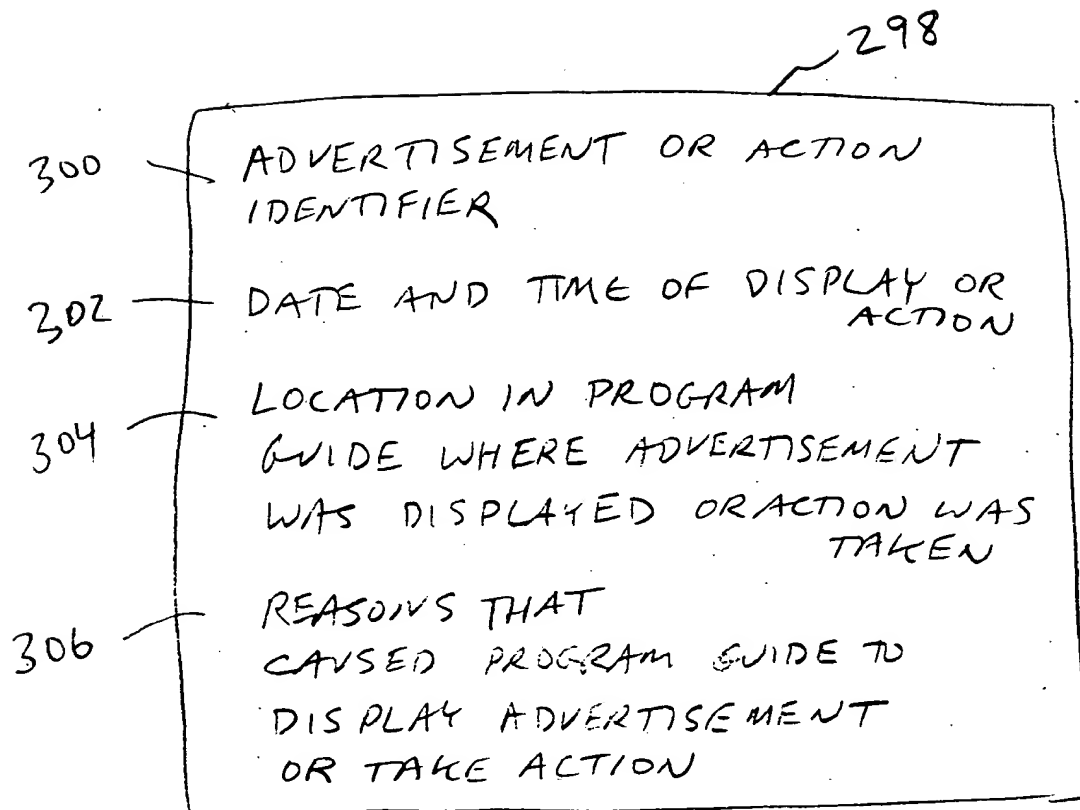 298
300 ADVERTISEMENT OR ACTION
IDENTIFIER
302 DATE AND TIME OF DISPLAY OR
ACTION
304 LOCATION IN PROGRAM
GUIDE WHERE ADVERTISEMENT
WAS DISPLAYED OR ACTION WAS
TAKEN
306 REASONS THAT
CAUSED PROGRAM GUIDE TO
DISPLAY ADVERTISEMENT
OR TAKE ACTION